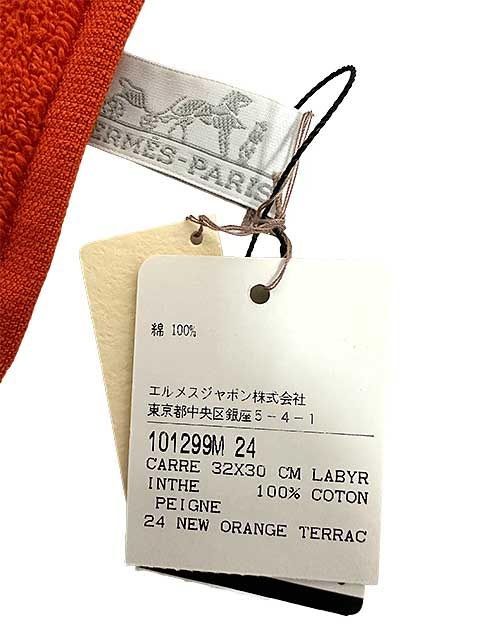 HERMES-PARIS
綿 100%
エルメスジャポン株式会社
東京都中央区銀座5-4-1
101299M 24
CARRE 32X30 CM LABYR
INTHE 100% COTON
PEIGNE
24 NEW ORANGE TERRAC